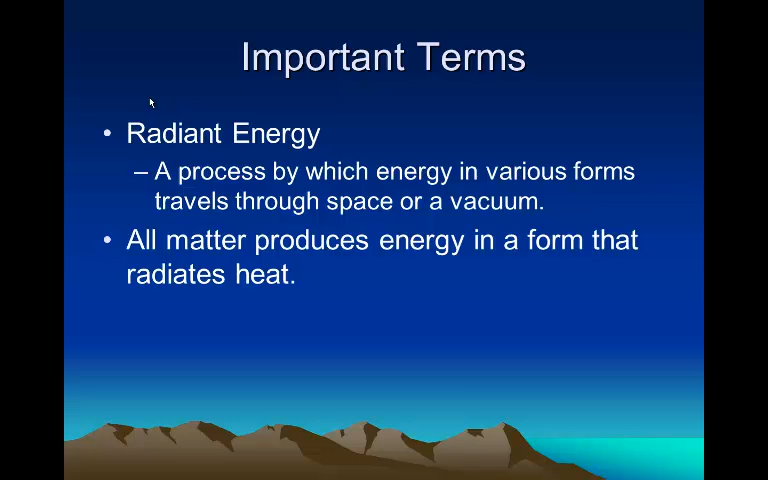 Important Terms
• Radiant Energy
– A process by which energy in various forms
travels through space or a vacuum.
• All matter produces energy in a form that
radiates heat.